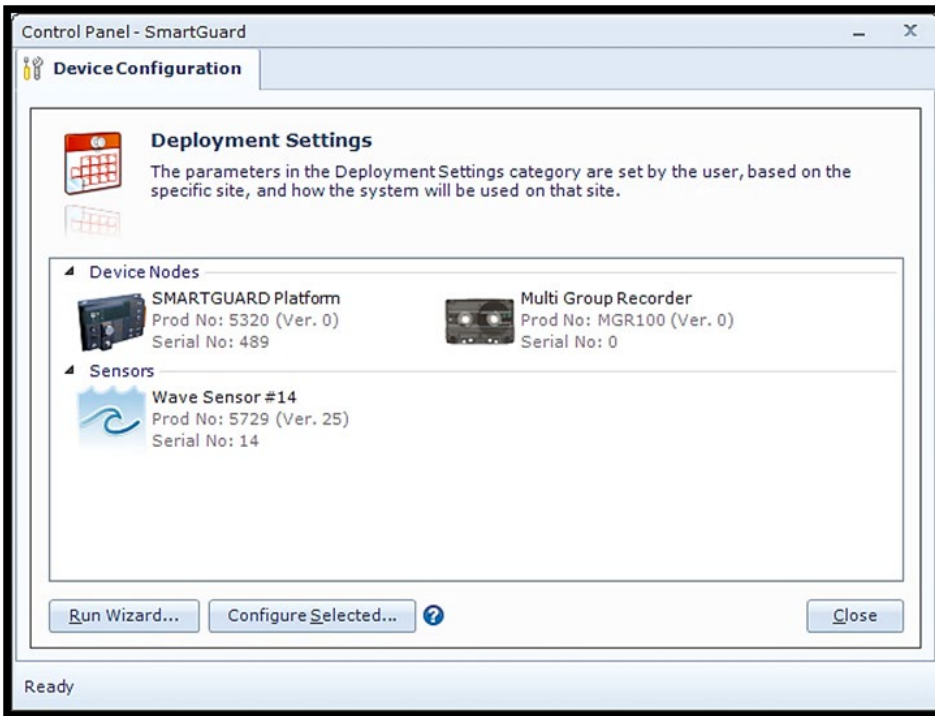 Control Panel - SmartGuard
Device Configuration
Deployment Settings
The parameters in the Deployment Settings category are set by the user, based on the
specific site, and how the system will be used on that site.
Device Nodes
SMARTGUARD Platform
Prod No: 5320 (Ver. 0)
Serial No: 489
Multi Group Recorder
Prod No: MGR100 (Ver. 0)
Serial No: 0
Sensors
Wave Sensor #14
Prod No: 5729 (Ver. 25)
Serial No: 14
Run Wizard...
Configure Selected...
Close
Ready